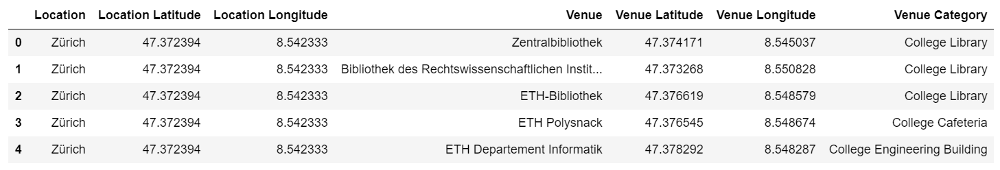 Location Location Latitude Location Longitude Venue Venue Latitude Venue Longitude Venue Category
0 Zürich 47.372394 8.542333 Zentralbibliothek 47.374171 8.545037 College Library
1 Zürich 47.372394 8.542333 Bibliothek des Rechtswissenschaftlichen Instit... 47.373268 8.550828 College Library
2 Zürich 47.372394 8.542333 ETH-Bibliothek 47.376619 8.548579 College Library
3 Zürich 47.372394 8.542333 ETH Polysnack 47.376545 8.548674 College Cafeteria
4 Zürich 47.372394 8.542333 ETH Departement Informatik 47.378292 8.548287 College Engineering Building